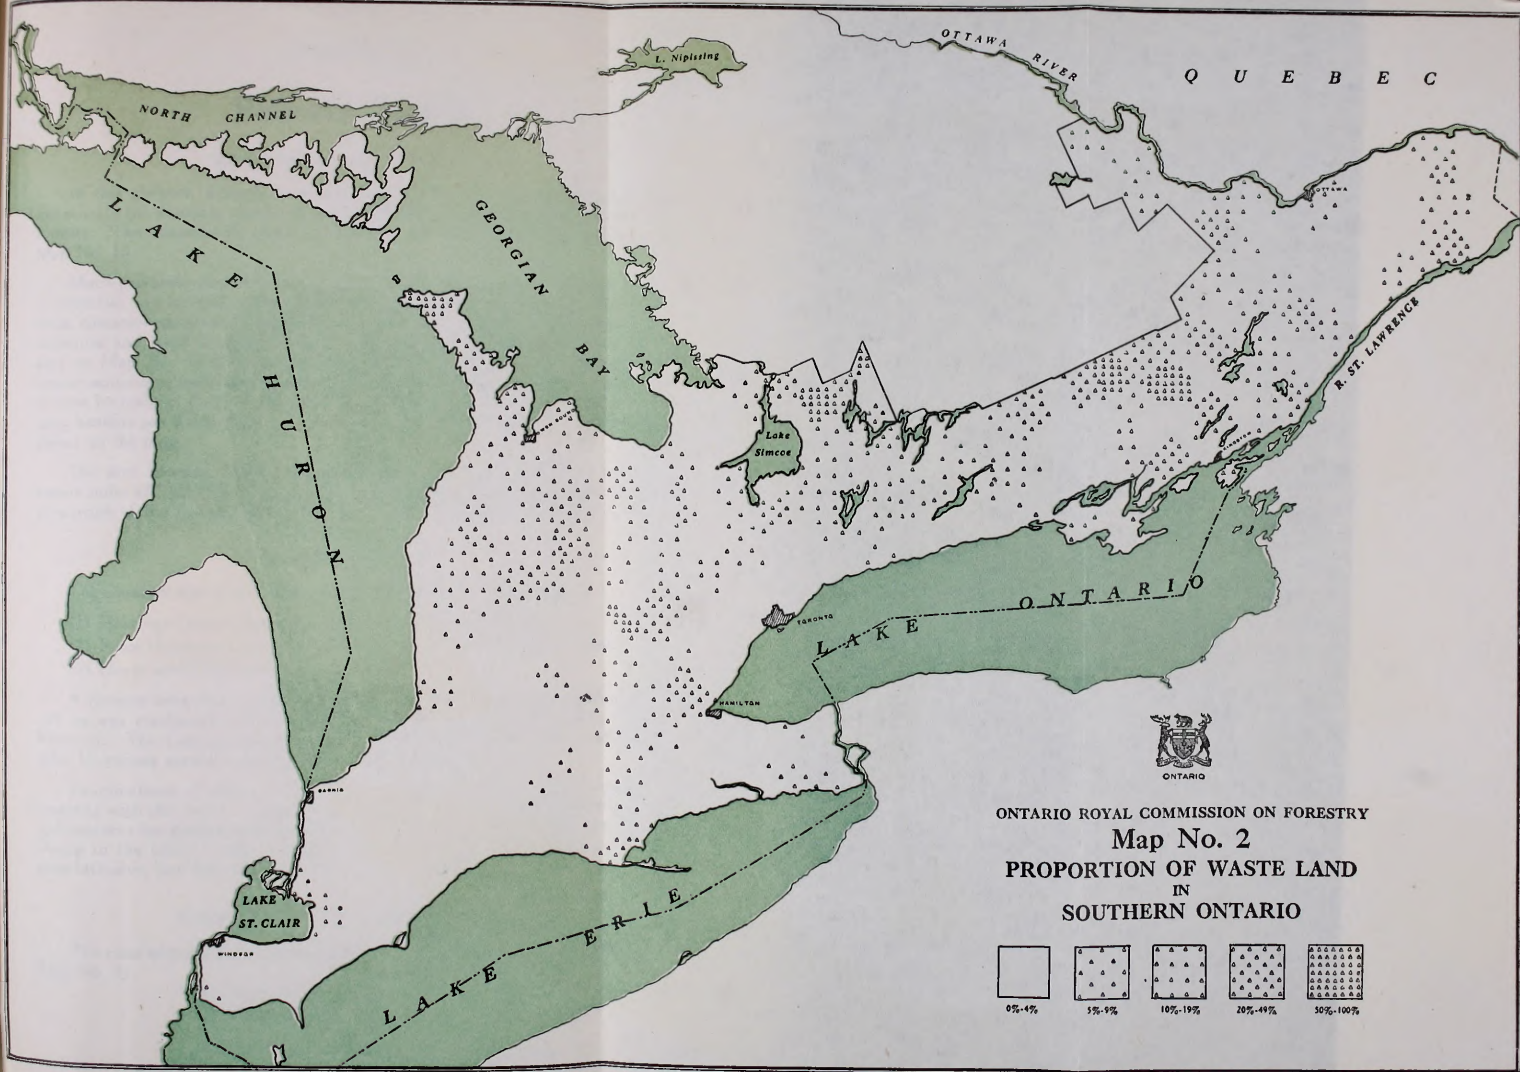 OTTAWA RIVER
QUEBEC
L. Nipissing
NORTH CHANNEL
OTTAWA
GEORGIAN BAY
LAKE HURON
R. ST. LAWRENCE
Lake
Simcoe
KINGSTON
LAKE ONTARIO
TORONTO
HAMILTON
SARNIA
LAKE
ST. CLAIR
WINDSOR
LAKE ERIE
ONTARIO
ONTARIO ROYAL COMMISSION ON FORESTRY
Map No. 2
PROPORTION OF WASTE LAND
IN
SOUTHERN ONTARIO
0%-4% 5%-9% 10%-19% 20%-49% 50%-100%